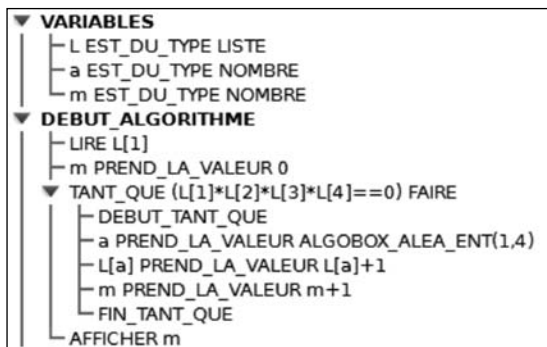 VARIABLES
L EST_DU_TYPE LISTE
a EST_DU_TYPE NOMBRE
m EST_DU_TYPE NOMBRE
DEBUT_ALGORITHME
LIRE L[1]
m PREND_LA_VALEUR 0
TANT_QUE (L[1]*L[2]*L[3]*L[4]==0) FAIRE
DEBUT_TANT_QUE
a PREND_LA_VALEUR ALGOBOX_ALEA_ENT(1,4)
L[a] PREND_LA_VALEUR L[a]+1
m PREND_LA_VALEUR m+1
FIN_TANT_QUE
AFFICHER m